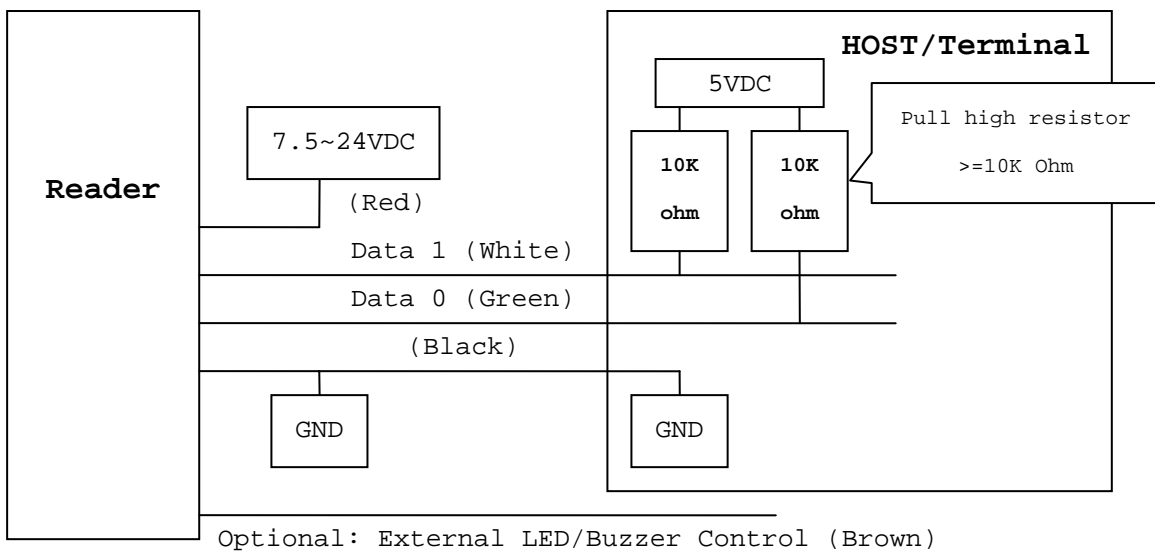 HOST/Terminal
5VDC
Pull high resistor
>=10K Ohm
7.5~24VDC
10K
ohm
10K
ohm
Reader
(Red)
Data 1 (White)
Data 0 (Green)
(Black)
GND
GND
Optional: External LED/Buzzer Control (Brown)